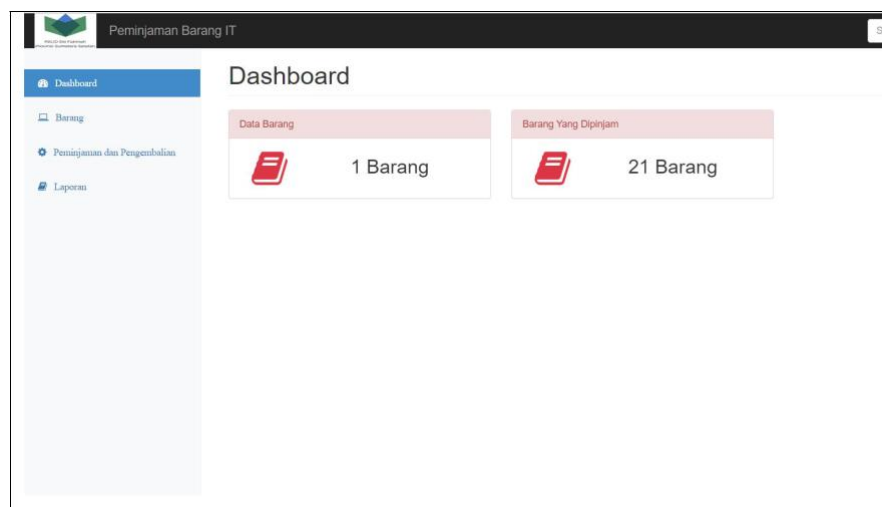 Peminjaman Barang IT
S
Dashboard
Barang
Peminjaman dan Pengembalian
Laporan
Dashboard
Data Barang
1 Barang
Barang Yang Dipinjam
21 Barang